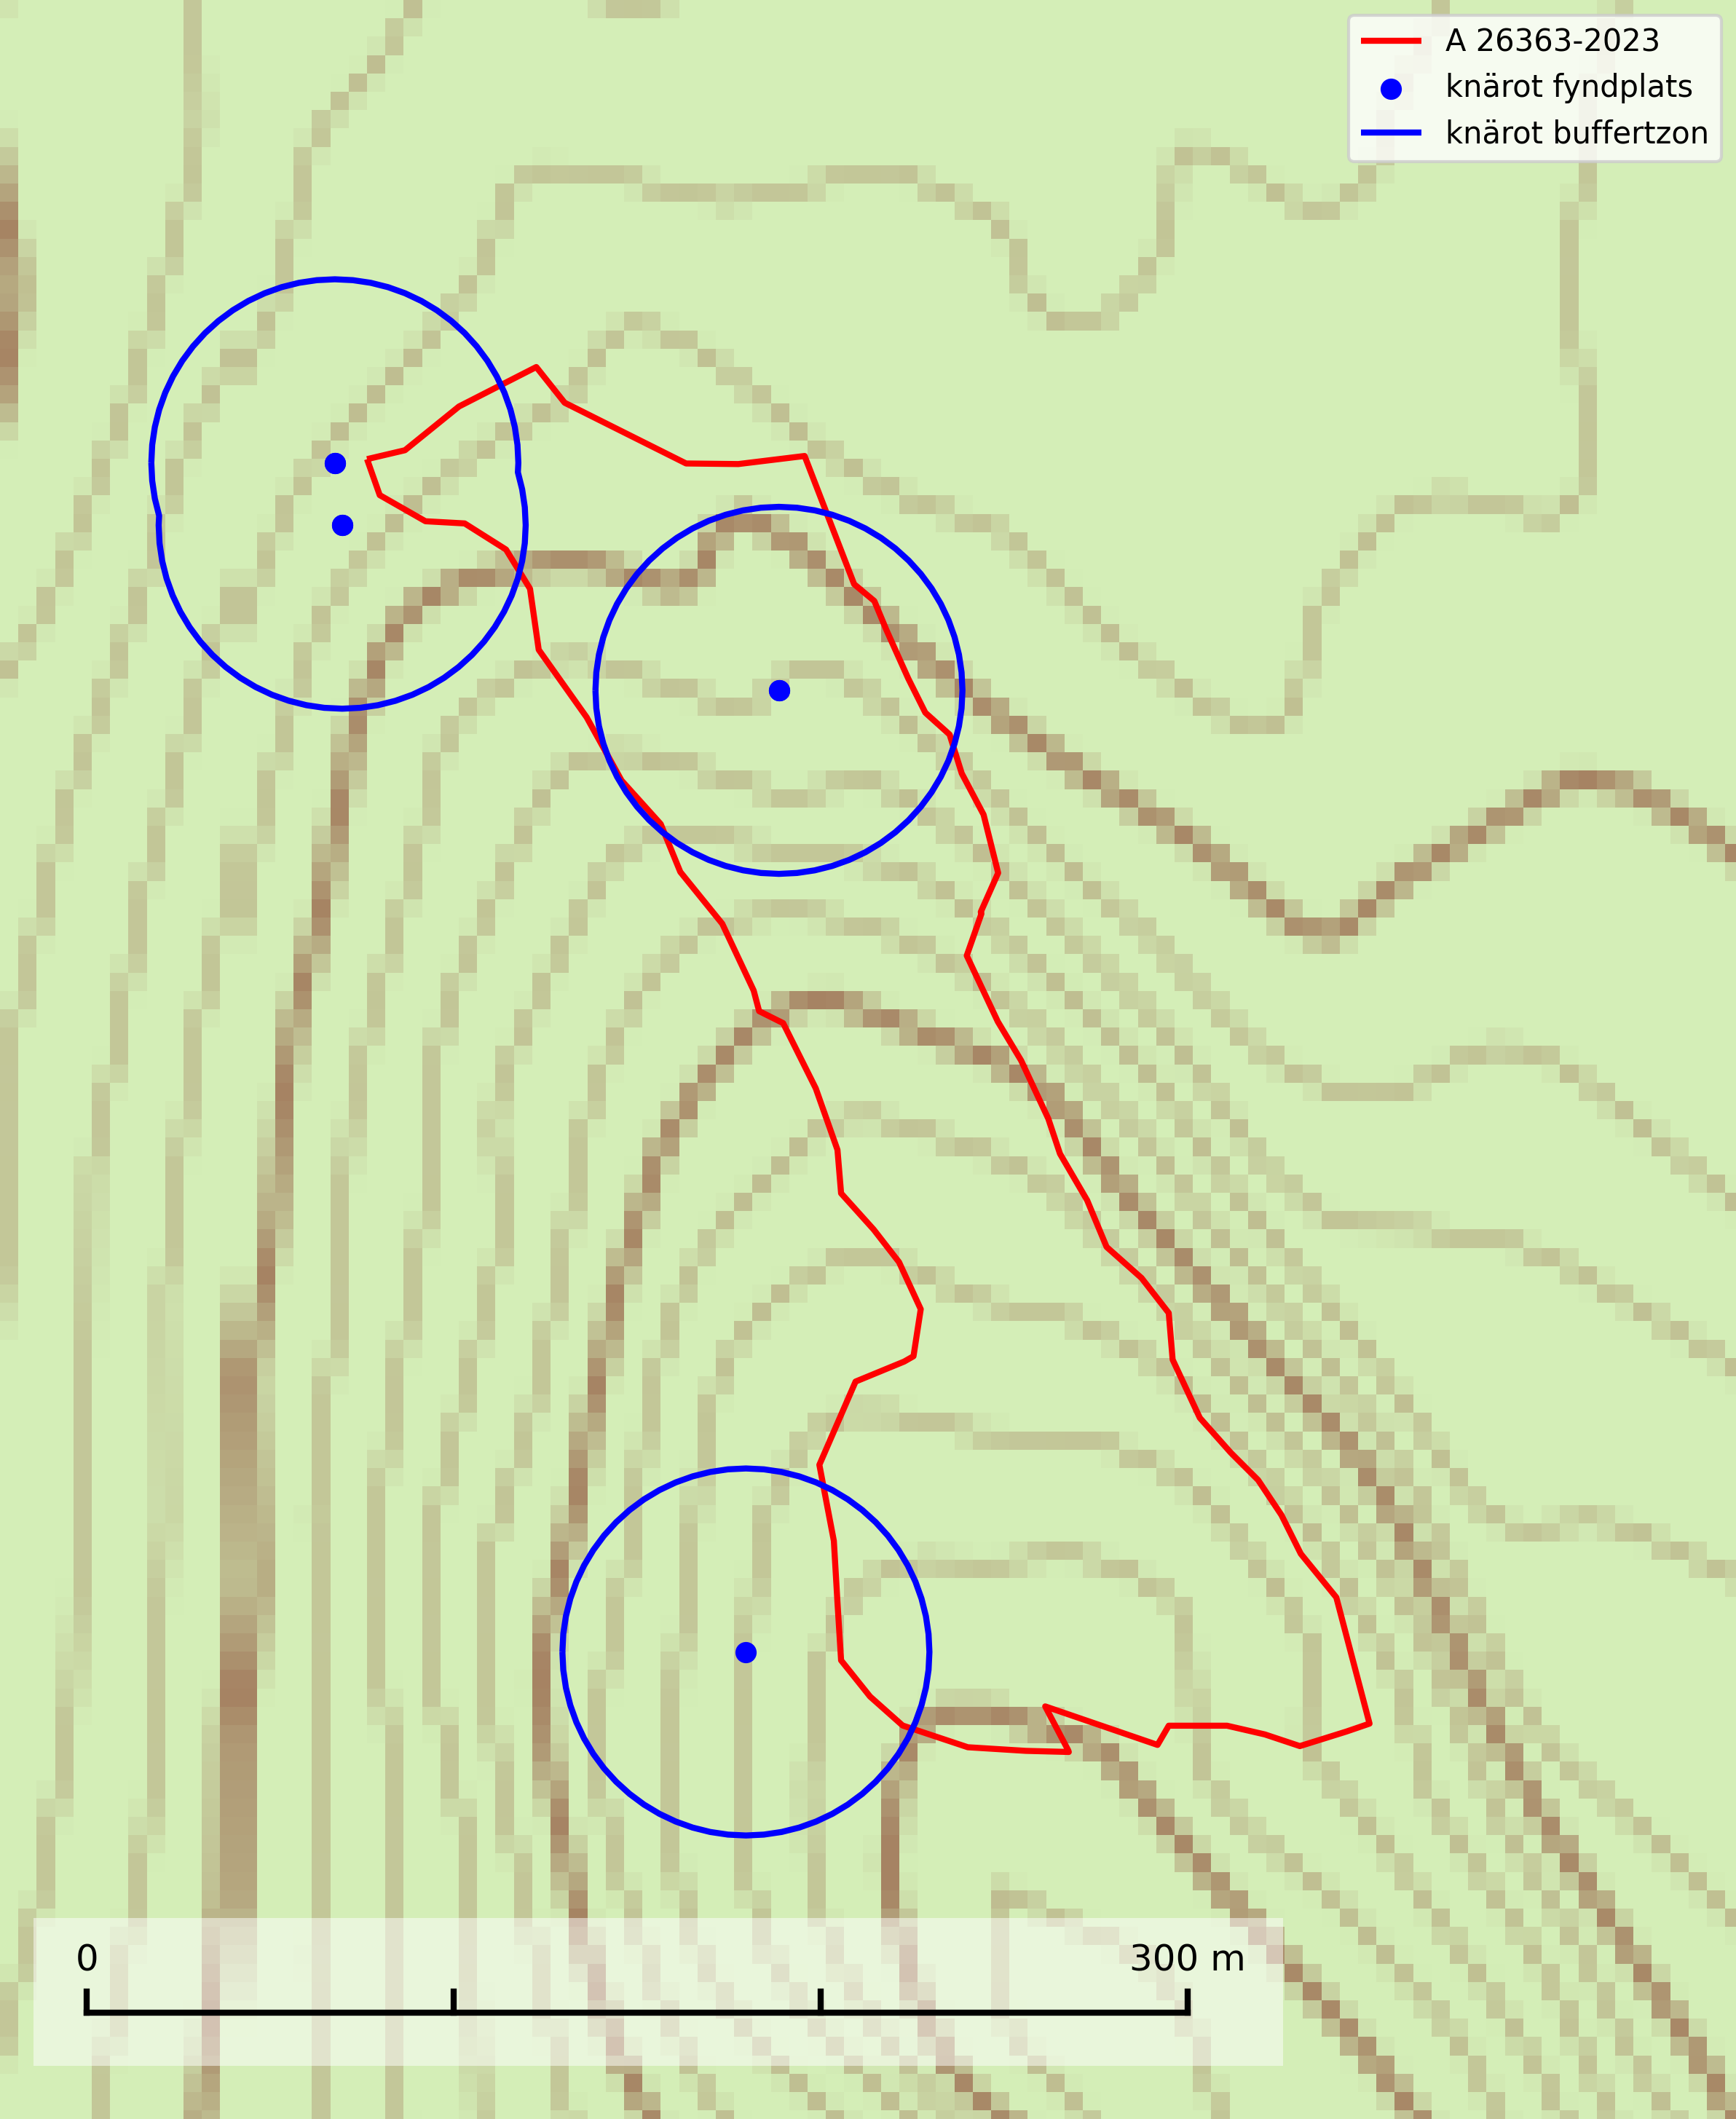 A 26363-2023
knärot fyndplats
knärot buffertzon
0
300 m